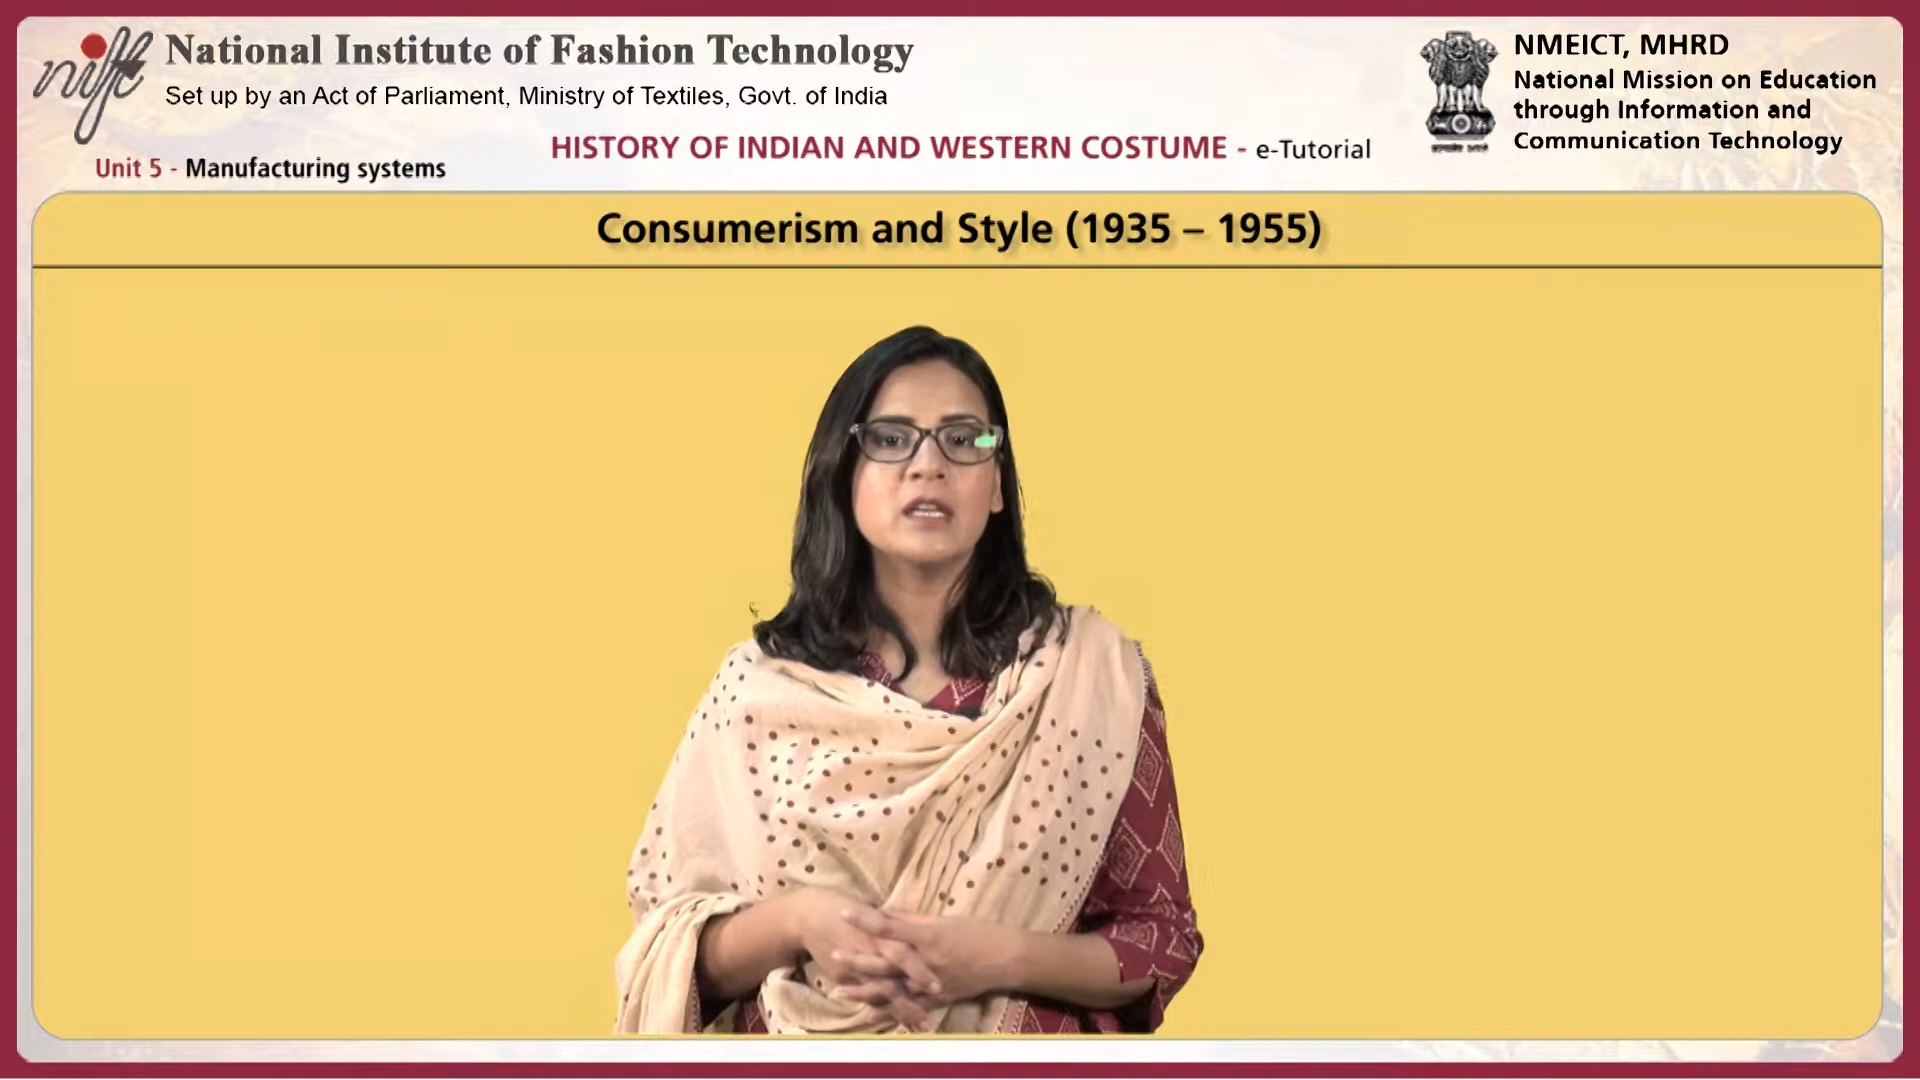 nift
National Institute of Fashion Technology
Set up by an Act of Parliament, Ministry of Textiles, Govt. of India
NMEICT, MHRD
National Mission on Education
through Information and
Communication Technology
HISTORY OF INDIAN AND WESTERN COSTUME - e-Tutorial
Unit 5 - Manufacturing systems
Consumerism and Style (1935 – 1955)